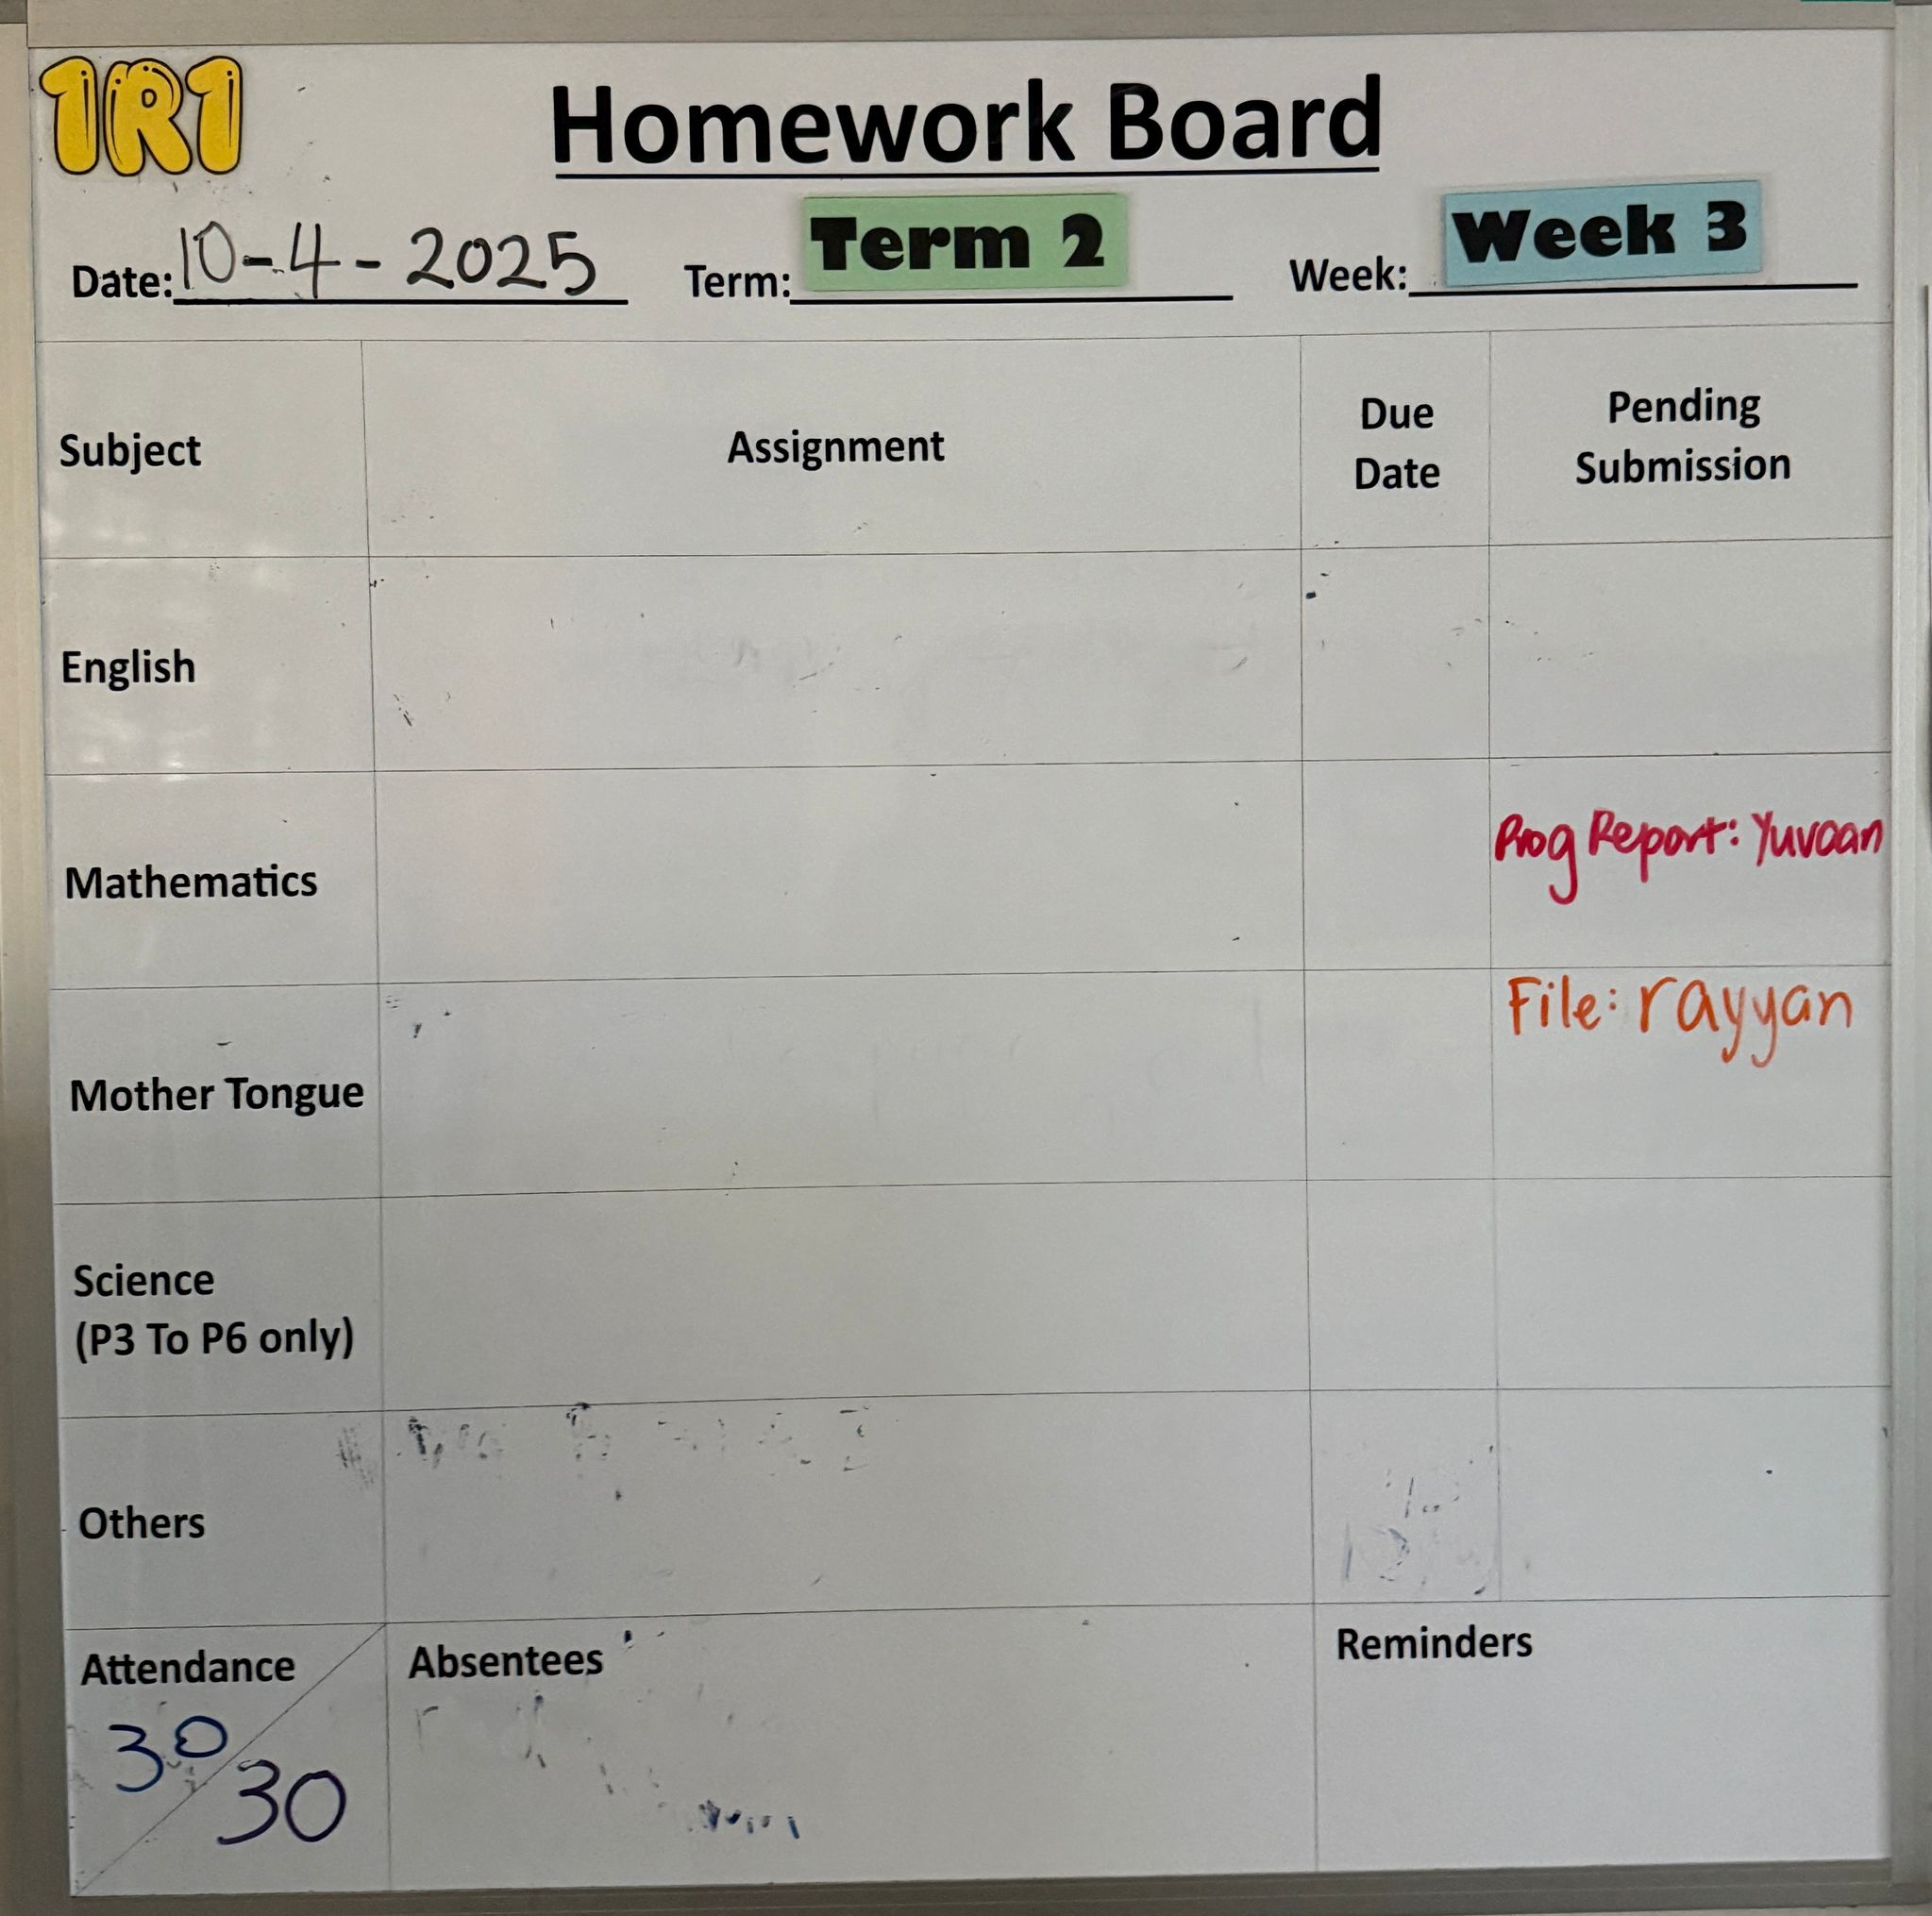 1R1
Homework Board
Date: 10-4-2025 Term: Term 2 Week: Week 3
Subject Assignment Due Date Pending Submission
English
Mathematics Prog Report: Yuvaan
Mother Tongue File: rayyan
Science
(P3 To P6 only)
Others
Attendance Absentees Reminders
30/30